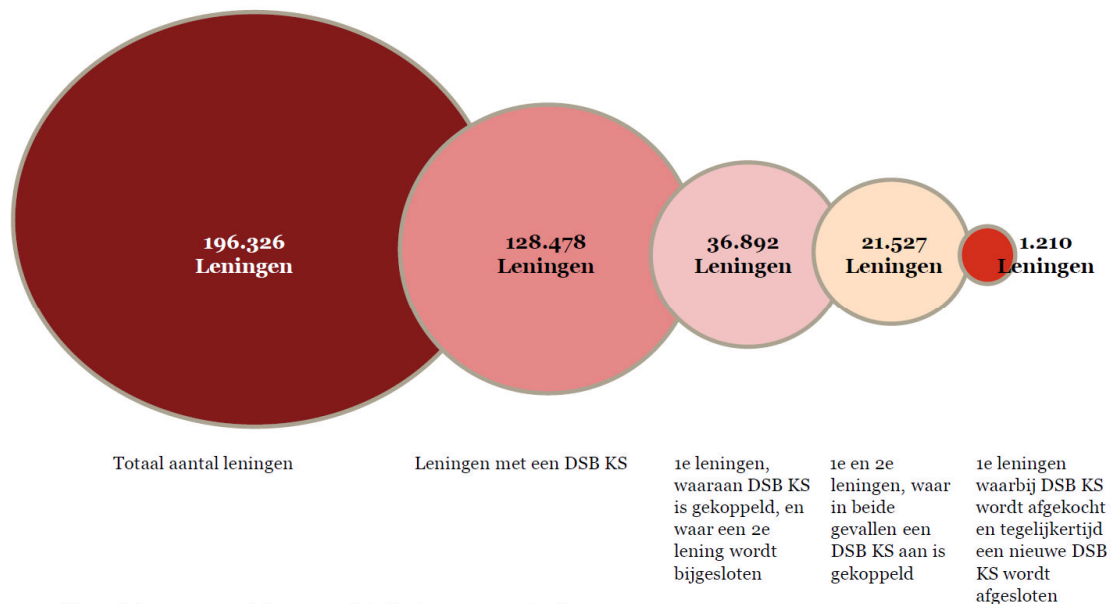 196.326
Leningen
128.478
Leningen
36.892
Leningen
21.527
Leningen
1.210
Leningen
Totaal aantal leningen
Leningen met een DSB KS
1e leningen,
waaraan DSB KS
is gekoppeld, en
waar een 2e
lening wordt
bijgesloten
1e en 2e
leningen, waar
in beide
gevallen een
DSB KS aan is
gekoppeld
1e leningen
waarbij DSB KS
wordt afgekocht
en tegelijkertijd
een nieuwe DSB
KS wordt
afgesloten